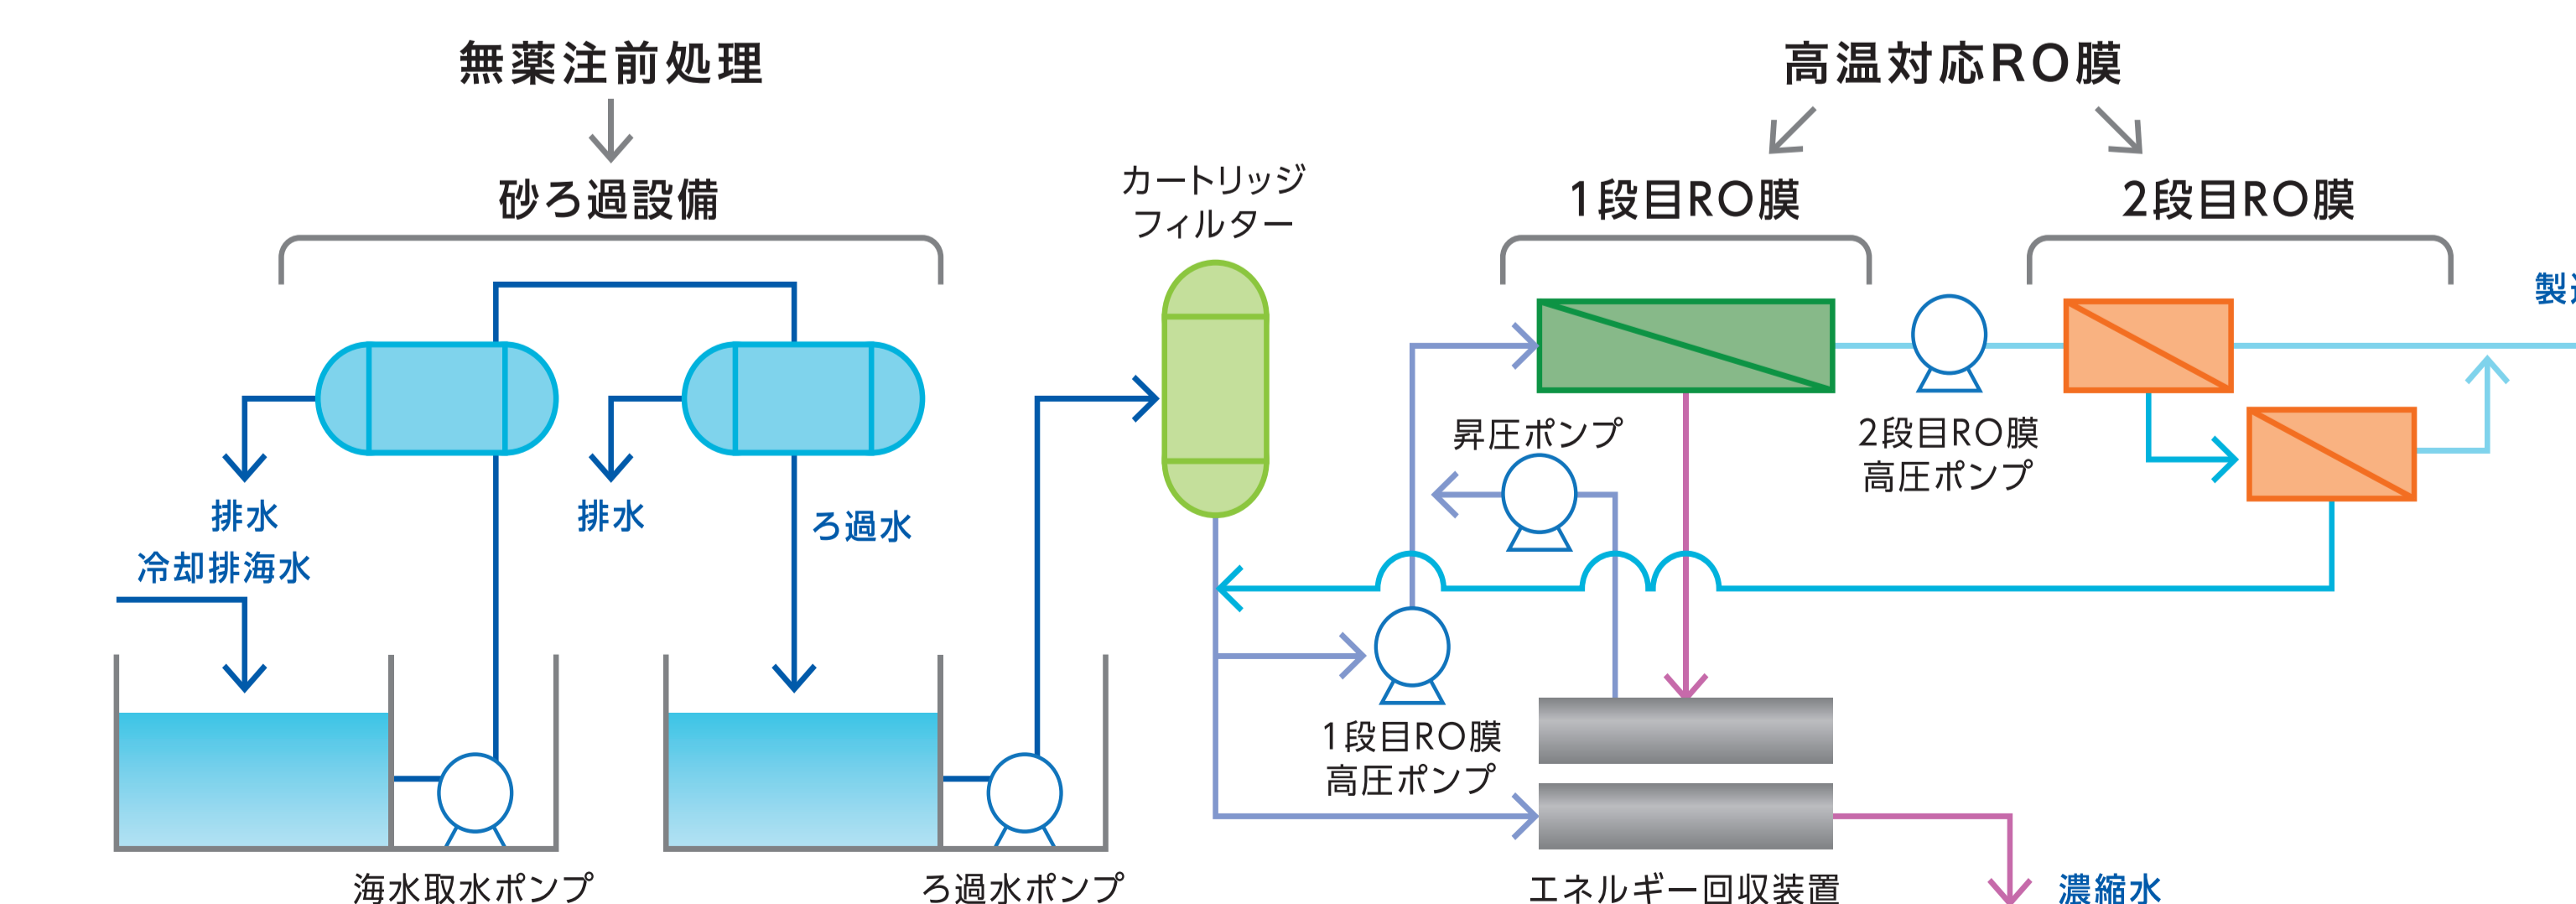 無薬注前処理
砂ろ過設備
高温対応RO膜
1段目RO膜
2段目RO膜
カートリッジ
フィルター
排水
冷却排海水
排水
ろ過水
昇圧ポンプ
2段目RO膜
高圧ポンプ
1段目RO膜
高圧ポンプ
海水取水ポンプ
ろ過水ポンプ
エネルギー回収装置
濃縮水
製